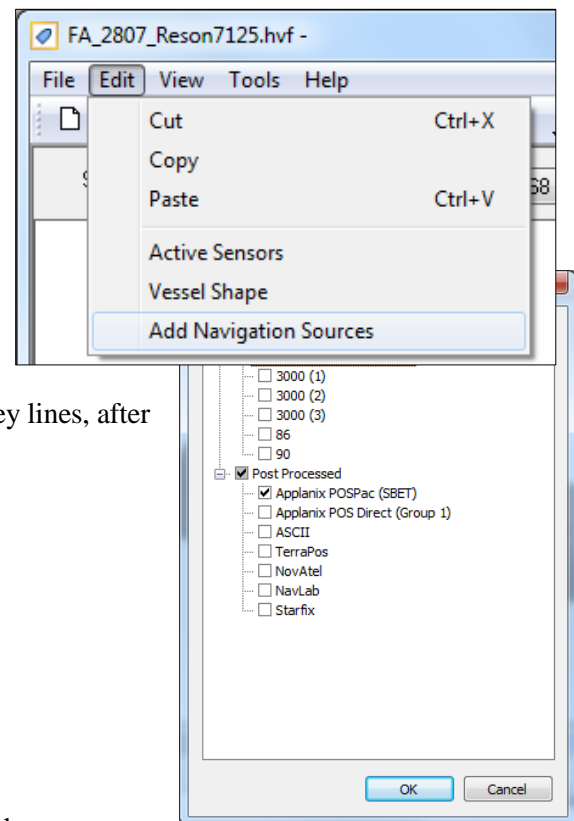 FA_2807_Reson7125.hvf -
File Edit View Tools Help
Cut Ctrl+X
Copy
Paste Ctrl+V
Active Sensors
Vessel Shape
Add Navigation Sources
3000 (1)
3000 (2)
3000 (3)
86
90
ey lines, after
Post Processed
Applanix POSPac (SBET)
Applanix POS Direct (Group 1)
ASCII
TerraPos
NovAtel
NavLab
Starfix
OK Cancel